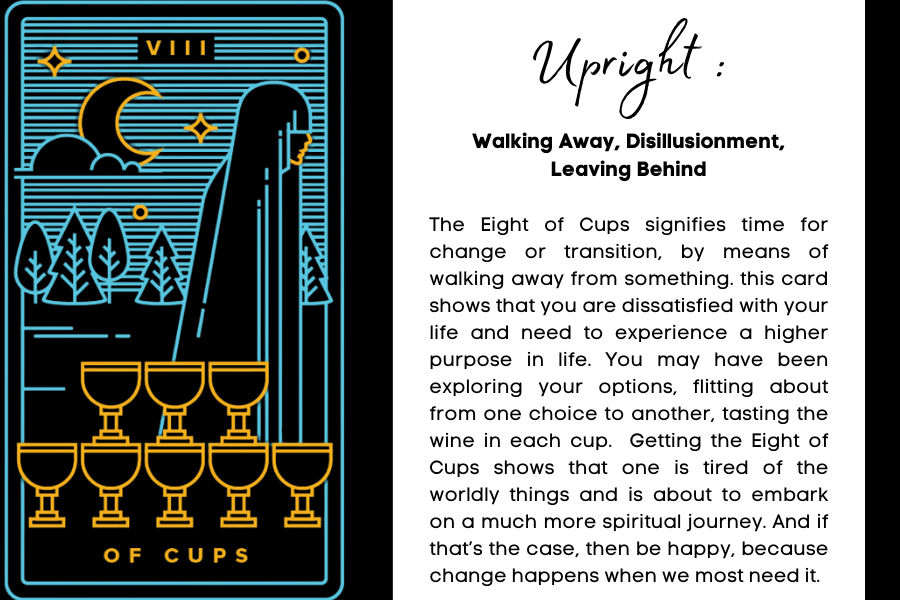 VIII
OF CUPS
Upright :
Walking Away, Disillusionment,
Leaving Behind
The Eight of Cups signifies time for
change or transition, by means of
walking away from something. this card
shows that you are dissatisfied with your
life and need to experience a higher
purpose in life. You may have been
exploring your options, flitting about
from one choice to another, tasting the
wine in each cup.  Getting the Eight of
Cups shows that one is tired of the
worldly things and is about to embark
on a much more spiritual journey. And if
that’s the case, then be happy, because
change happens when we most need it.